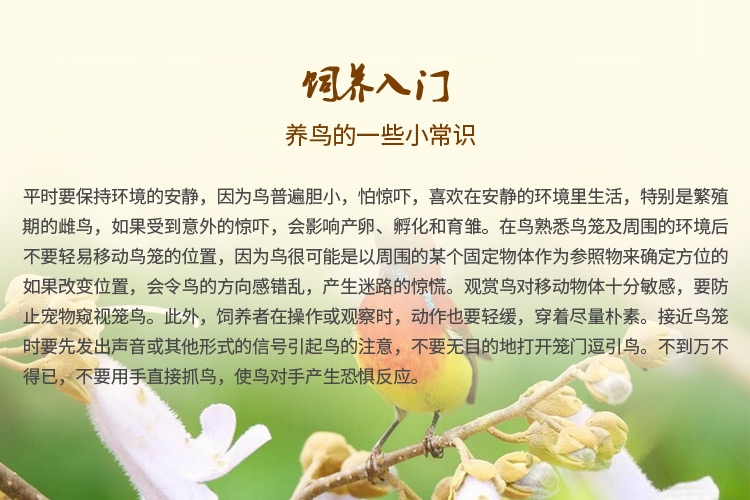 饲养入门
养鸟的一些小常识
平时要保持环境的安静，因为鸟普遍胆小，怕惊吓，喜欢在安静的环境里生活，特别是繁殖
期的雌鸟，如果受到意外的惊吓，会影响产卵、孵化和育雏。在鸟熟悉鸟笼及周围的环境后
不要轻易移动鸟笼的位置，因为鸟很可能是以周围的某个固定物体作为参照物来确定方位的
如果改变位置，会令鸟的方向感错乱，产生迷路的惊慌。观赏鸟对移动物体十分敏感，要防
止宠物窥视笼鸟。此外，饲养者在操作或观察时，动作也要轻缓，穿着尽量朴素。接近鸟笼
时要先发出声音或其他形式的信号引起鸟的注意，不要无目的地打开笼门逗引鸟。不到万不
得已，不要用手直接抓鸟，使鸟对手产生恐惧反应。